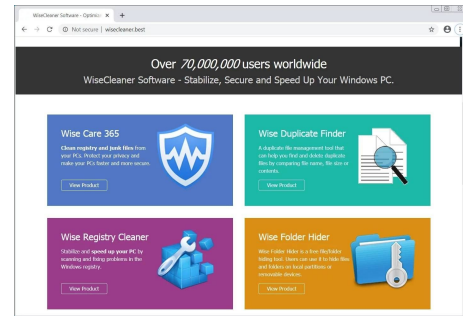 WiseCleaner Software - Optimize
Not secure | wisecleaner.best
Over 70,000,000 users worldwide
WiseCleaner Software - Stabilize, Secure and Speed Up Your Windows PC.
Wise Care 365
Clean registry and junk files from
your PCs. Protect your privacy and
make your PCs faster and more secure.
View Product
Wise Duplicate Finder
A duplicate file management tool that
can help you find and delete duplicate
files by comparing file name, file size or
contents.
View Product
Wise Registry Cleaner
Stabilize and speed up your PC by
scanning and fixing problems in the
Windows registry.
View Product
Wise Folder Hider
Wise Folder Hider is a free file/folder
hiding tool. Users can use it to hide files
and folders on local partitions or
removable devices.
View Product